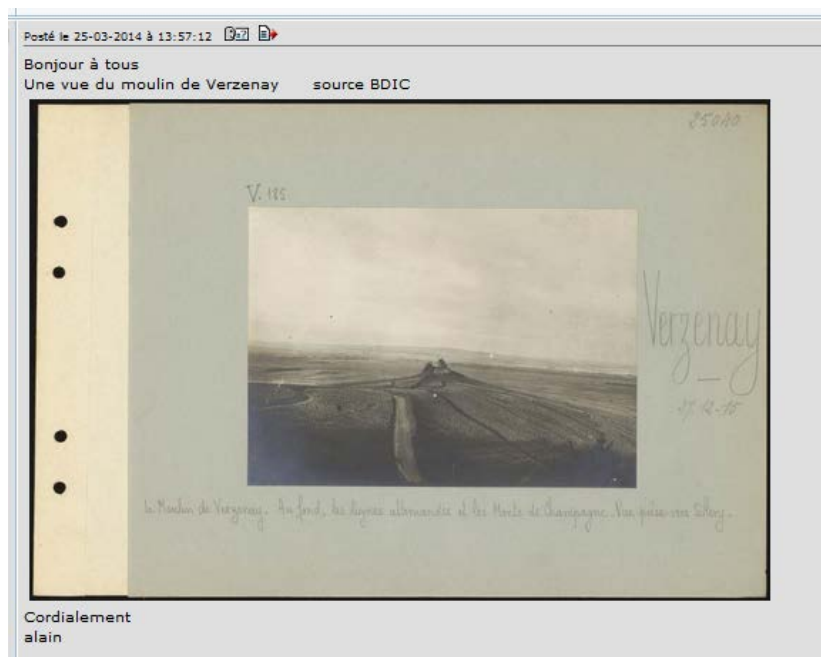 Posté le 25-03-2014 à 13:57:12
Bonjour à tous
Une vue du moulin de Verzenay source BDIC
25040
V. 185
Verzenay
27-12-15
Le Moulin de Verzenay. Au fond, les lignes allemandes et les Monts de Champagne. Vue prise vers Sillery.
Cordialement
alain